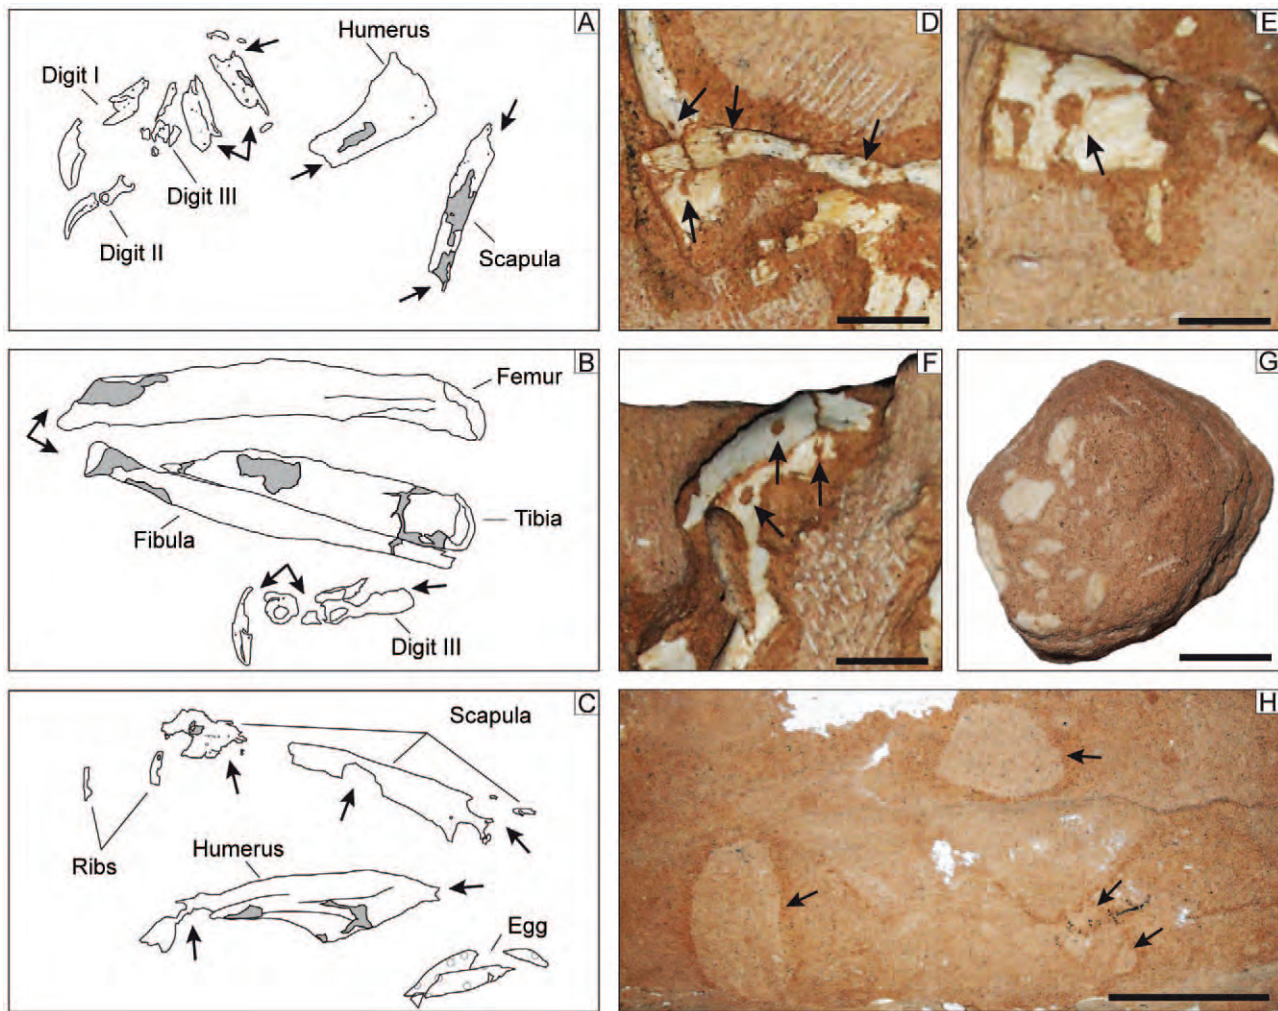 A
Humerus
Digit I
Digit III
Digit II
Scapula
B
Femur
Tibia
Fibula
Digit III
C
Scapula
Ribs
Humerus
Egg
D
E
F
G
H